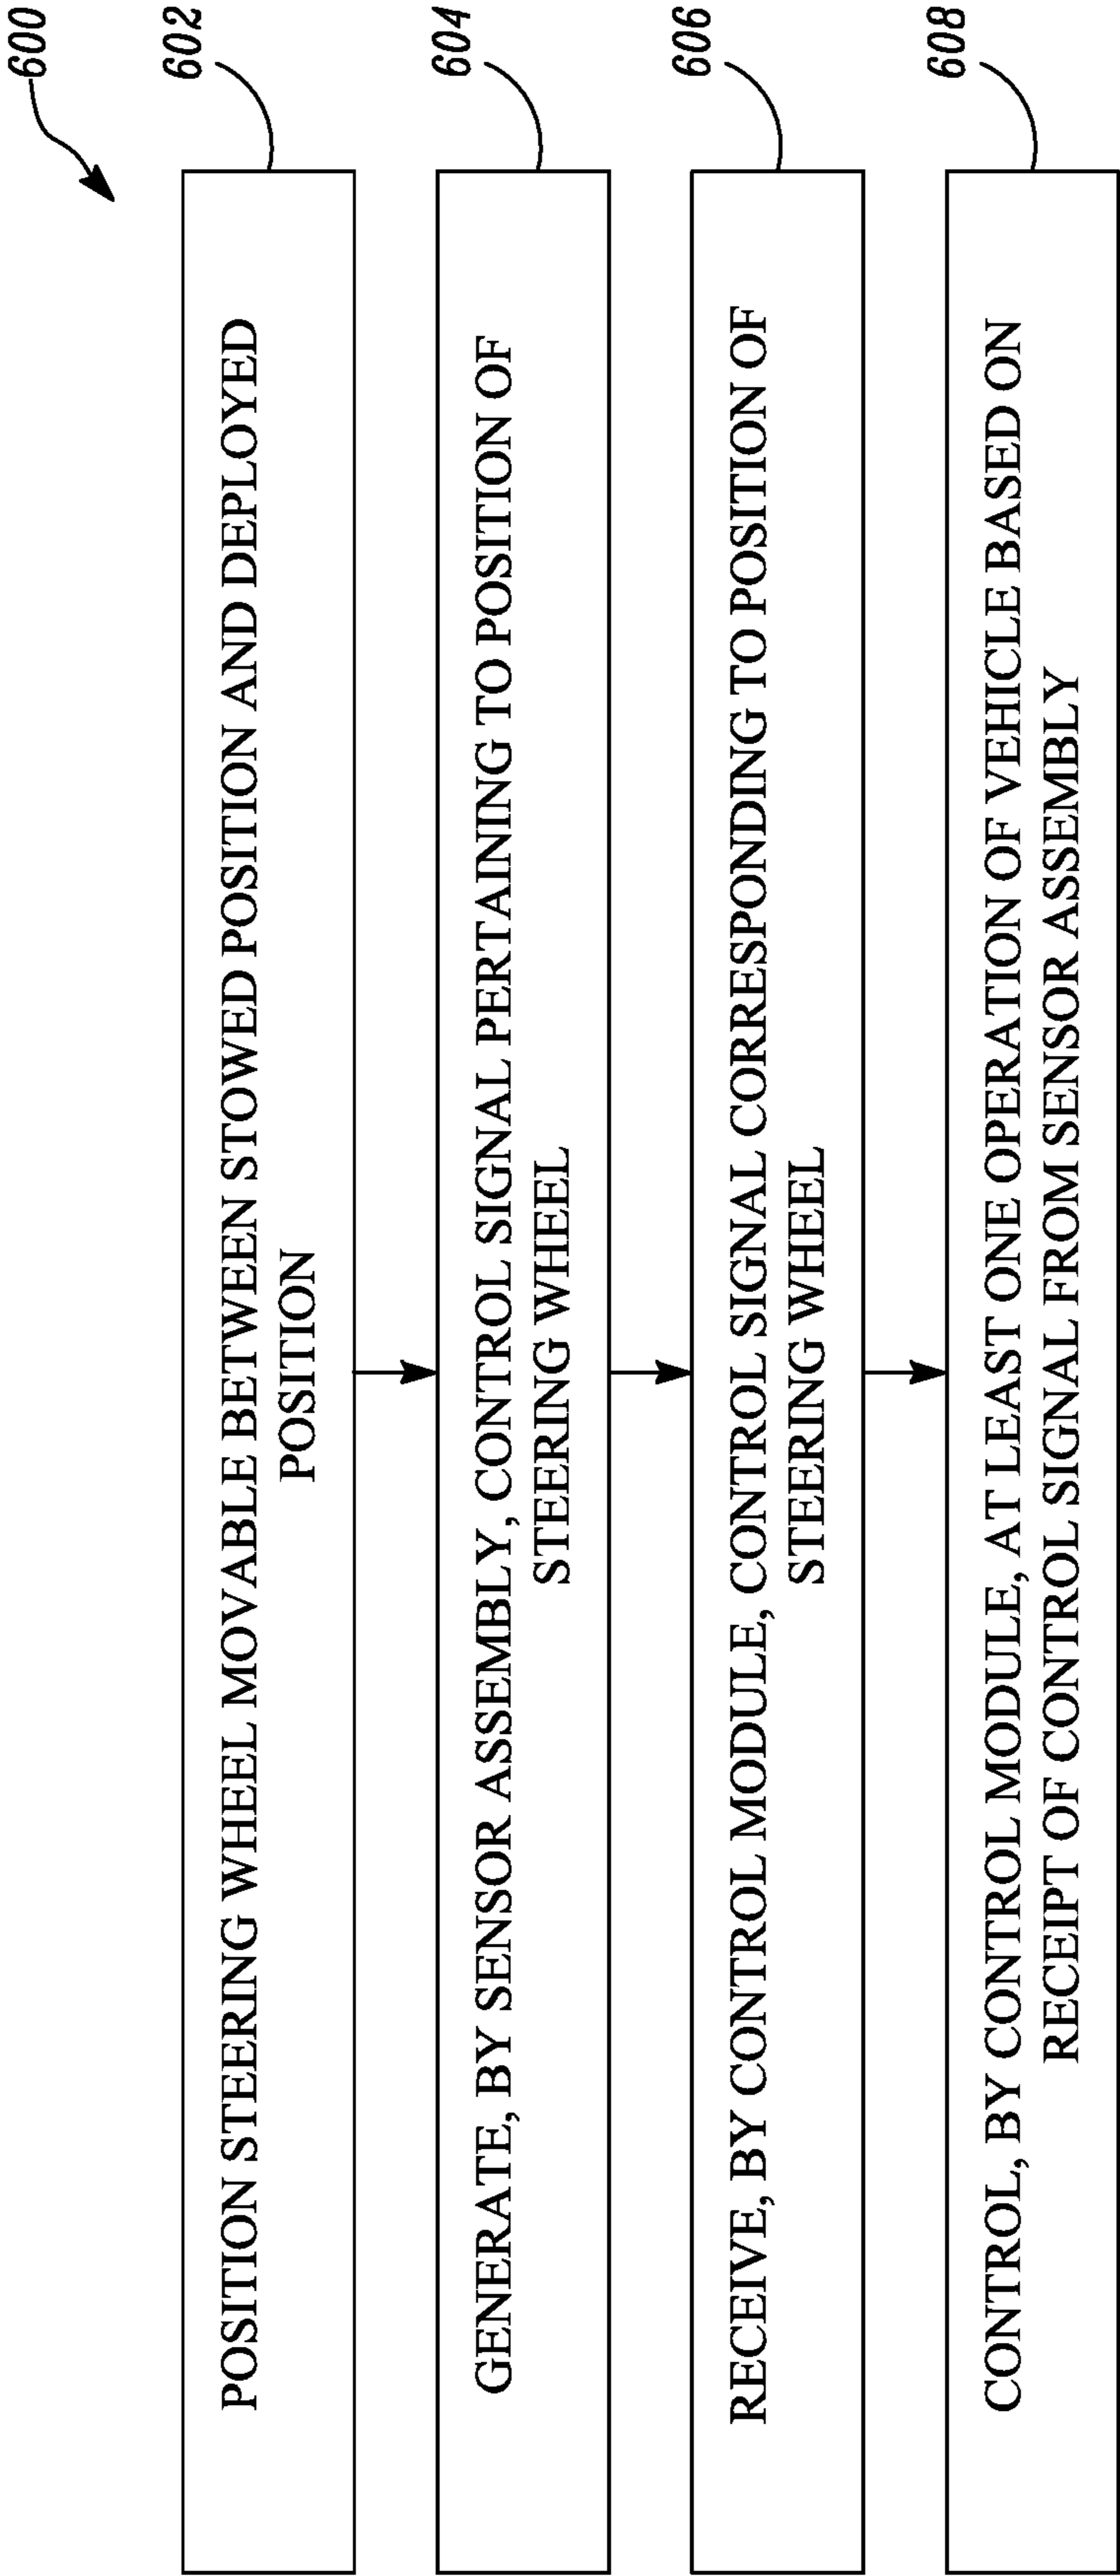 600
602
POSITION STEERING WHEEL MOVABLE BETWEEN STOWED POSITION AND DEPLOYED
POSITION
604
GENERATE, BY SENSOR ASSEMBLY, CONTROL SIGNAL PERTAINING TO POSITION OF
STEERING WHEEL
606
RECEIVE, BY CONTROL MODULE, CONTROL SIGNAL CORRESPONDING TO POSITION OF
STEERING WHEEL
608
CONTROL, BY CONTROL MODULE, AT LEAST ONE OPERATION OF VEHICLE BASED ON
RECEIPT OF CONTROL SIGNAL FROM SENSOR ASSEMBLY